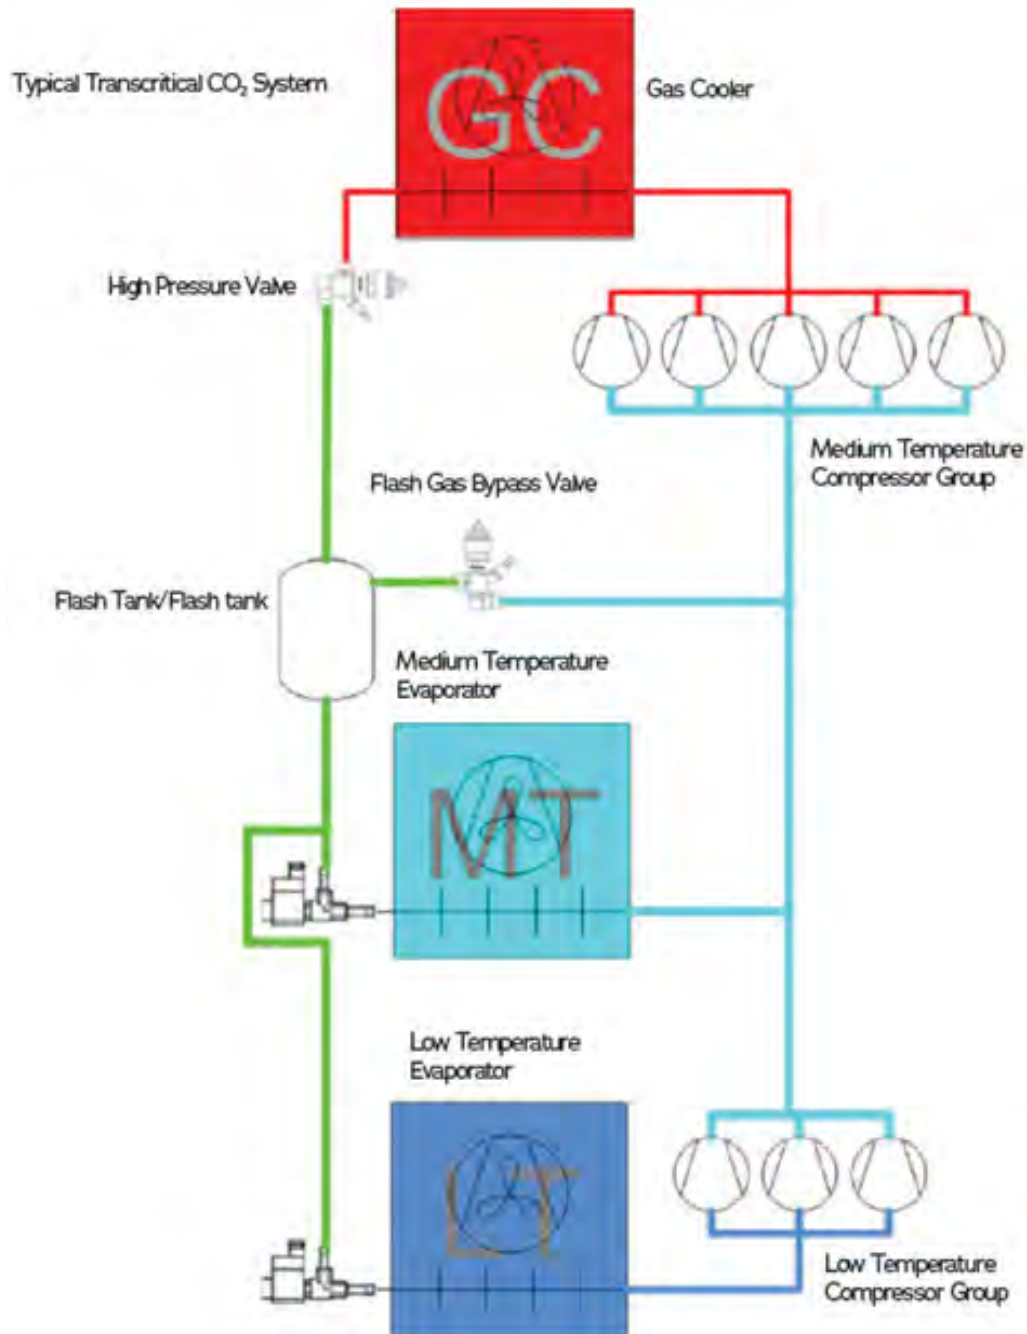 Typical Transcritical CO₂ System
GC
Gas Cooler
High Pressure Valve
Medium Temperature
Compressor Group
Flash Gas Bypass Valve
Flash Tank/Flash tank
Medium Temperature
Evaporator
MT
Low Temperature
Evaporator
LT
Low Temperature
Compressor Group